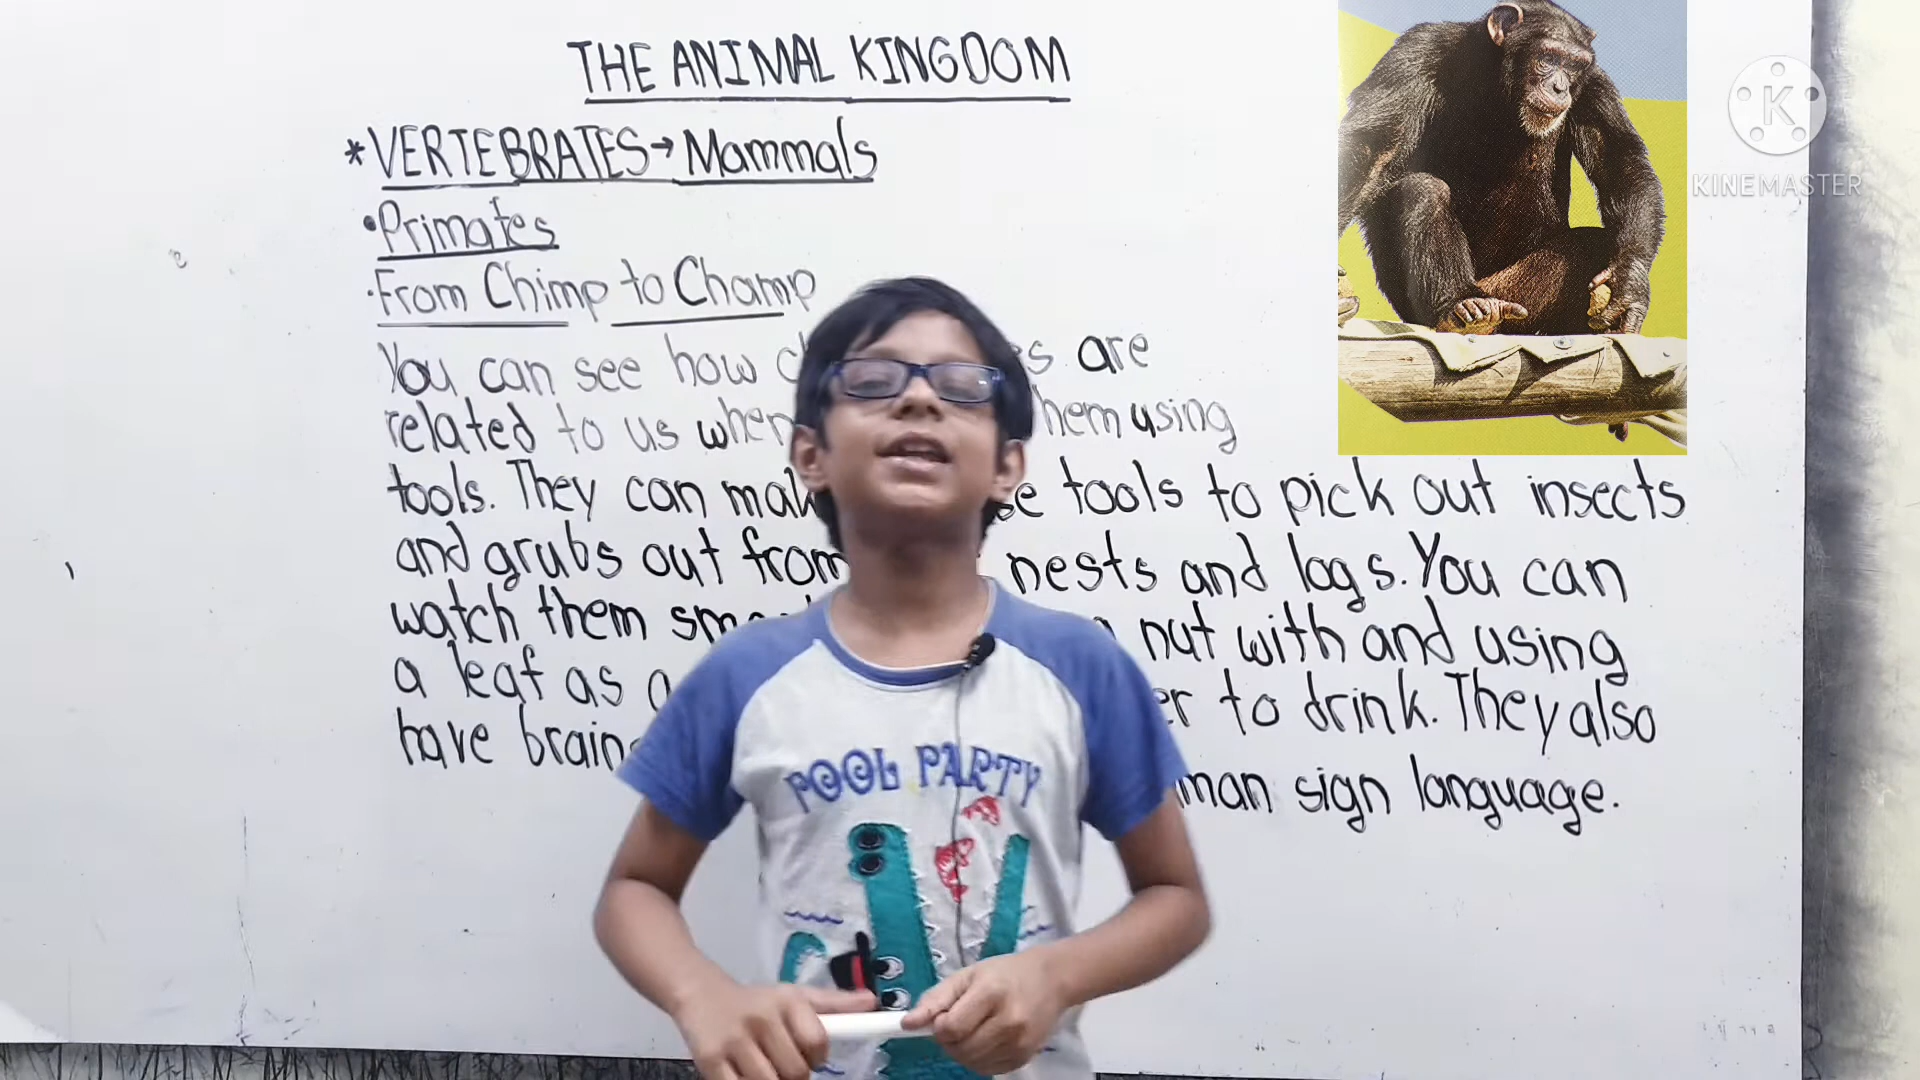 THE ANIMAL KINGDOM
*VERTEBRATES→Mammals
•Primates
•From Chimp to Champ
You can see how are
related to us when using
tools. They can tools to pick out insects
and grubs out from nests and logs. You can
watch them nut with and using
a leaf as a to drink. They also
have sign language.
POOL PARTY
K
KINEMASTER